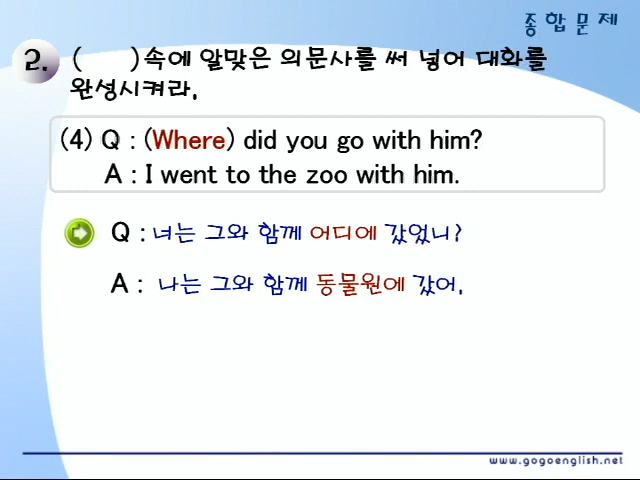 종합문제
2. (    )속에 알맞은 의문사를 써 넣어 대화를
완성시켜라.
(4) Q : (Where) did you go with him?
A : I went to the zoo with him.
Q : 너는 그와 함께 어디에 갔었니?
A : 나는 그와 함께 동물원에 갔어.
www.gogoenglish.net